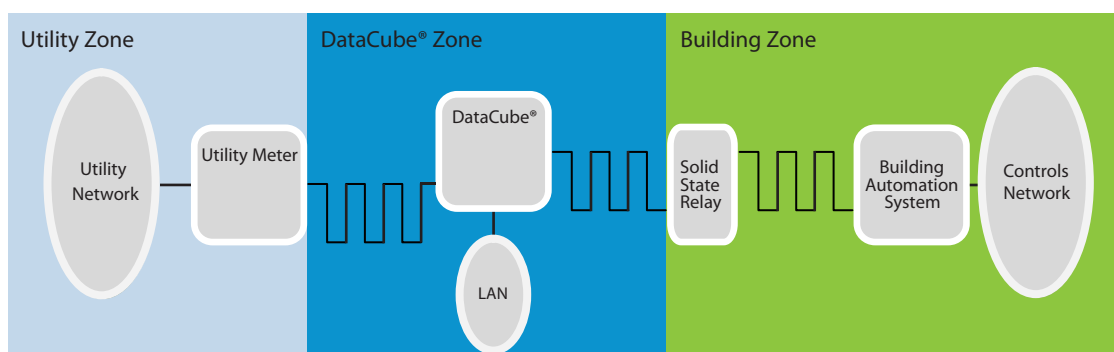 Utility Zone
DataCube® Zone
Building Zone
Utility
Network
Utility Meter
DataCube®
LAN
Solid
State
Relay
Building
Automation
System
Controls
Network